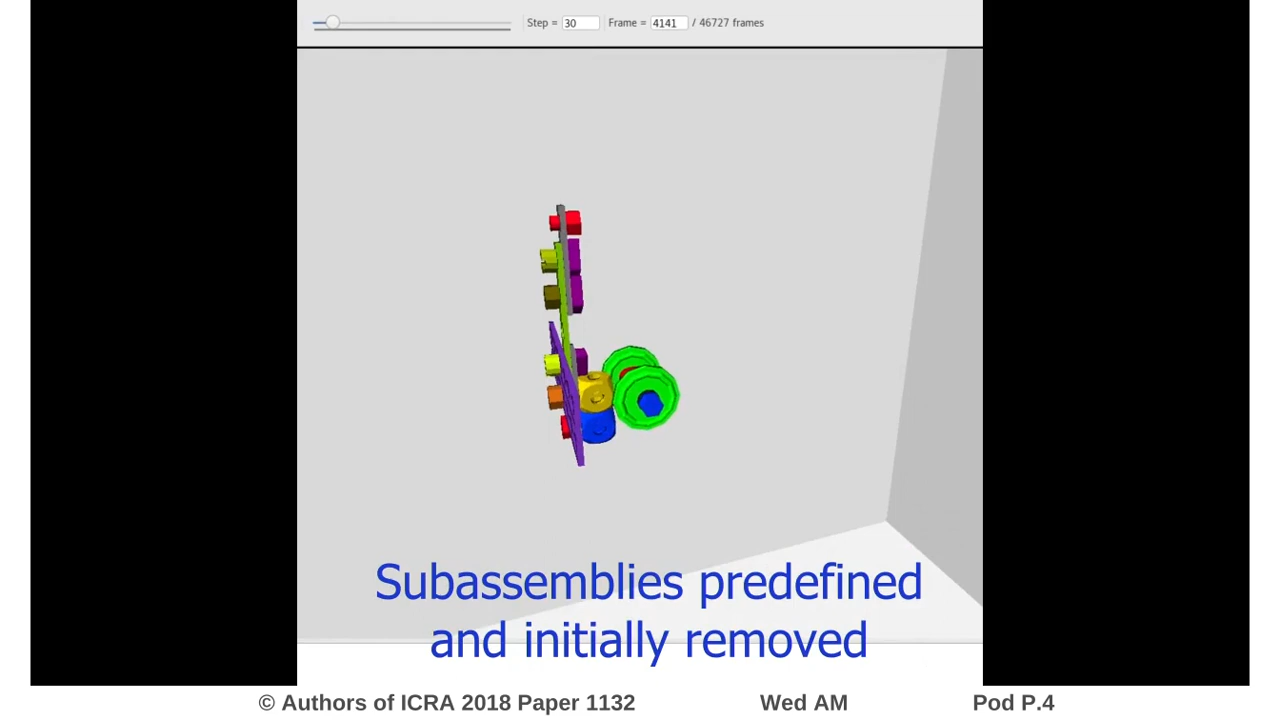 Step = 30 Frame = 4141 / 46727 frames
Subassemblies predefined
and initially removed
© Authors of ICRA 2018 Paper 1132 Wed AM Pod P.4